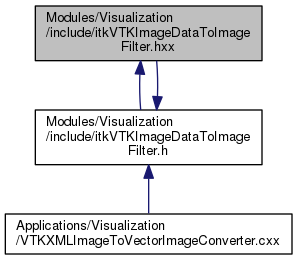 Modules/Visualization
/include/itkVTKImageDataToImage
Filter.hxx
Modules/Visualization
/include/itkVTKImageDataToImage
Filter.h
Applications/Visualization
/VTKXMLImageToVectorImageConverter.cxx